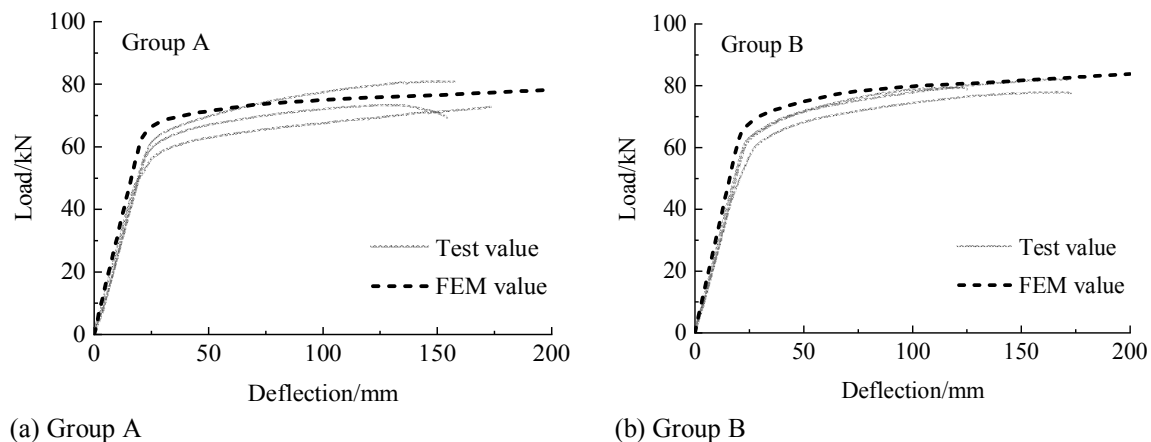 100
Group A
80
60
Load/kN
40
Test value
20
FEM value
0
0 50 100 150 200
Deflection/mm
(a) Group A
100
Group B
80
60
Load/kN
40
Test value
20
FEM value
0
0 50 100 150 200
Deflection/mm
(b) Group B